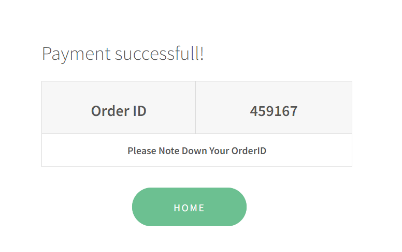 Payment successfull!
Order ID 459167
Please Note Down Your OrderID
HOME